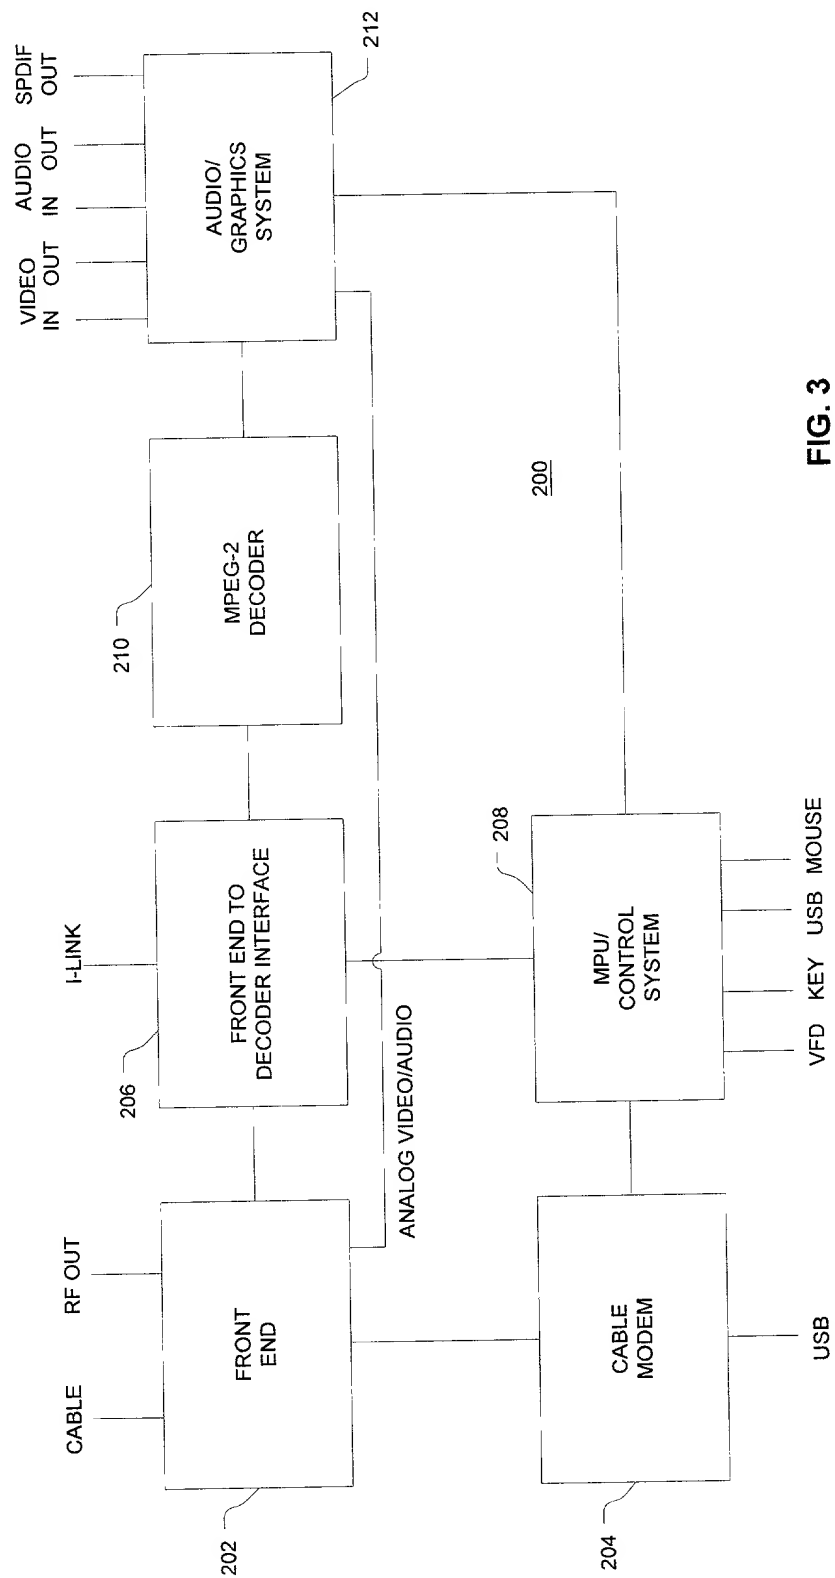 CABLE
RF OUT
I-LINK
VIDEO
IN OUT
AUDIO
IN OUT
SPDIF
OUT
202
FRONT
END
206
FRONT END TO
DECODER INTERFACE
210
MPEG-2
DECODER
AUDIO/
GRAPHICS
SYSTEM
212
ANALOG VIDEO/AUDIO
200
204
CABLE
MODEM
208
MPU/
CONTROL
SYSTEM
USB
VFD KEY USB MOUSE
FIG. 3